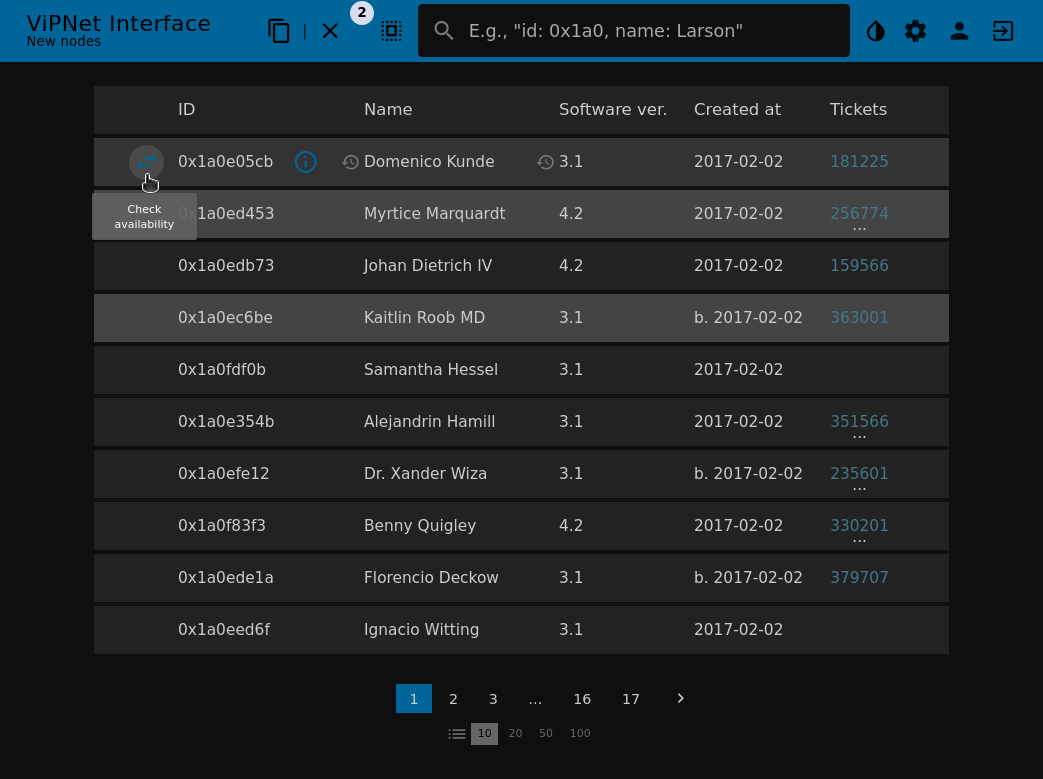 ViPNet Interface
New nodes
|
2
E.g., "id: 0x1a0, name: Larson"
ID Name Software ver. Created at Tickets
0x1a0e05cb Domenico Kunde 3.1 2017-02-02 181225
Check
availability
0x1a0ed453 Myrtice Marquardt 4.2 2017-02-02 256774
...
0x1a0edb73 Johan Dietrich IV 4.2 2017-02-02 159566
0x1a0ec6be Kaitlin Roob MD 3.1 b. 2017-02-02 363001
0x1a0fdf0b Samantha Hessel 3.1 2017-02-02
0x1a0e354b Alejandrin Hamill 3.1 2017-02-02 351566
...
0x1a0efe12 Dr. Xander Wiza 3.1 b. 2017-02-02 235601
...
0x1a0f83f3 Benny Quigley 4.2 2017-02-02 330201
...
0x1a0ede1a Florencio Deckow 3.1 b. 2017-02-02 379707
0x1a0eed6f Ignacio Witting 3.1 2017-02-02
1 2 3 ... 16 17
10 20 50 100